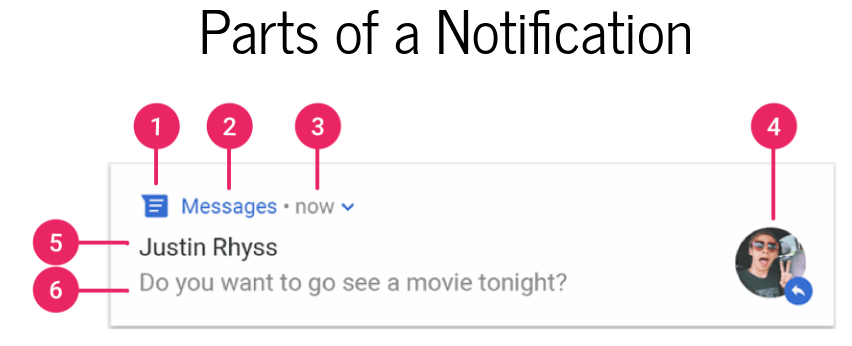 Parts of a Notification
1 2 3 4
Messages • now
5 Justin Rhyss
6 Do you want to go see a movie tonight?